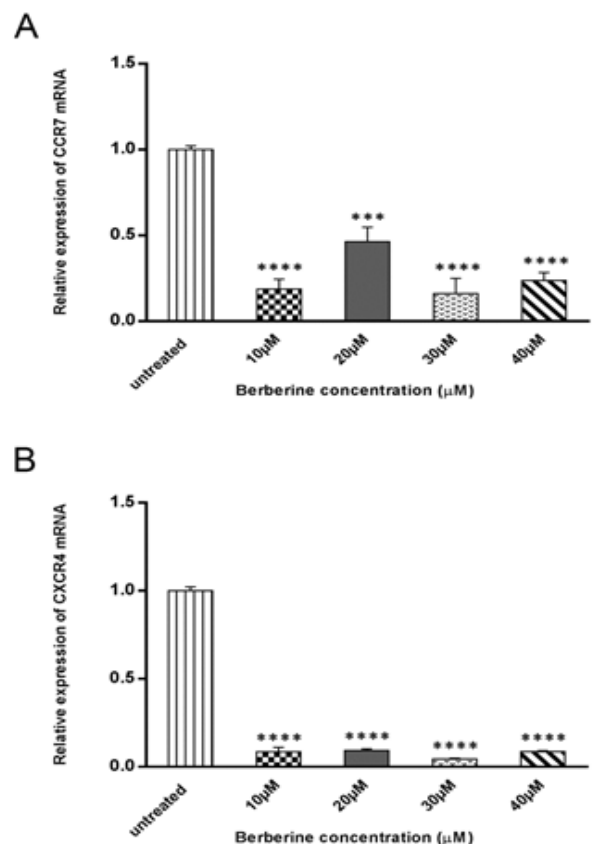 A
Relative expression of CCR7 mRNA
1.5
1.0
0.5
0.0
****
***
****
****
untreated
10µM
20µM
30µM
40µM
Berberine concentration (µM)
B
Relative expression of CXCR4 mRNA
1.5
1.0
0.5
0.0
****
****
****
****
untreated
10µM
20µM
30µM
40µM
Berberine concentration (µM)